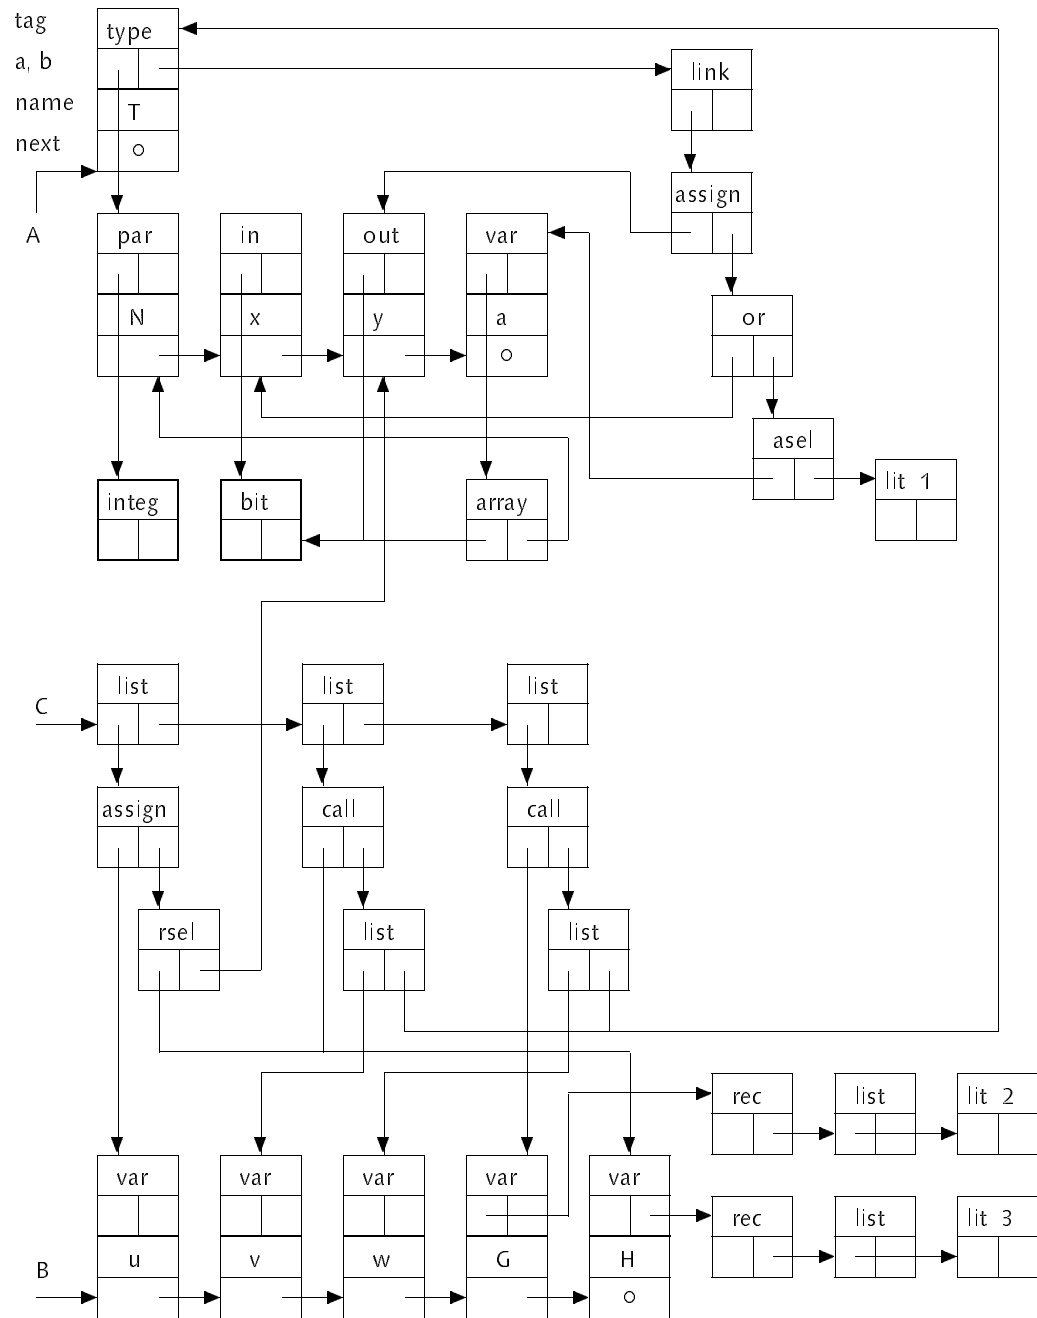 tag type
a, b link
name T
next o
assign
A par in out var
N x y a or
o
asel
integ bit array lit 1
C list list list
assign call call
rsel list list
rec list lit 2
var var var var var
rec list lit 3
B u v w G H
o